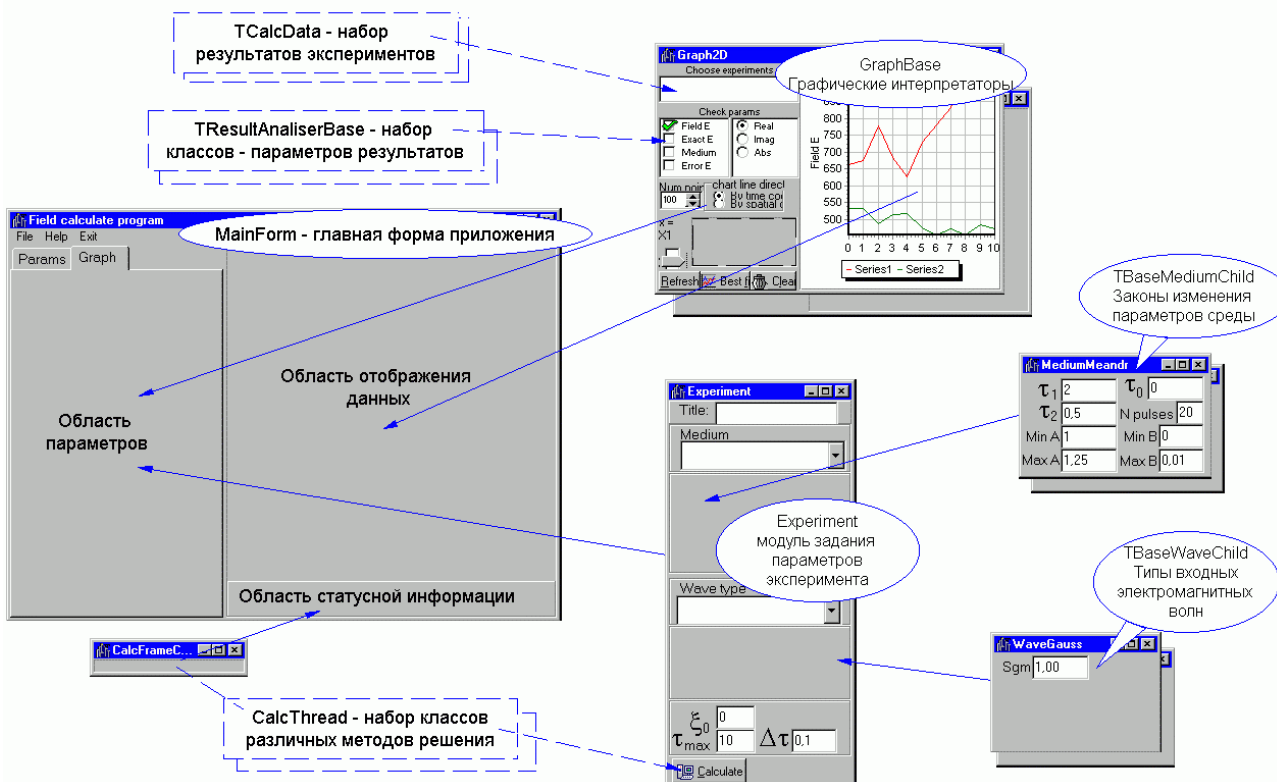 TCalcData - набор
результатов экспериментов
TResultAnaliserBase - набор
классов - параметров результатов
Graph2D
Choose experiments
GraphBase
Графические интерпретаторы
Check params
Field E
Exact E
Medium
Error E
Real
Imag
Abs
Num poin
100
chart line direct
By time coo
By spatial c
x =
X1
Refresh
Best fi
Clear
Field E
800
750
700
650
600
550
500
0 1 2 3 4 5 6 7 8 9 10
Series1 Series2
Field calculate program
File Help Exit
Params Graph
MainForm - главная форма приложения
Область
параметров
Область отображения
данных
Область статусной информации
CalcFrameC...
CalcThread - набор классов
различных методов решения
Experiment
Title:
Medium
Experiment
модуль задания
параметров
эксперимента
Wave type
ξ0 0
τmax 10 Δτ 0,1
Calculate
TBaseMediumChild
Законы изменения
параметров среды
MediumMeandr
τ1 2 τ0 0
τ2 0,5 N pulses 20
Min A 1 Min B 0
Max A 1,25 Max B 0,01
TBaseWaveChild
Типы входных
электромагнитных
волн
WaveGauss
Sgm 1,00